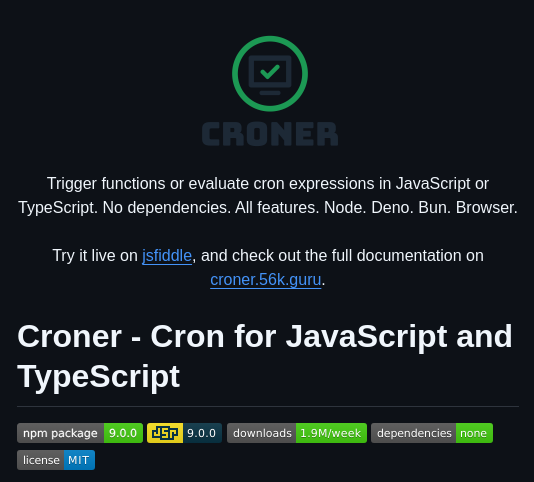 CRONER
Trigger functions or evaluate cron expressions in JavaScript or
TypeScript. No dependencies. All features. Node. Deno. Bun. Browser.
Try it live on jsfiddle, and check out the full documentation on
croner.56k.guru.
Croner - Cron for JavaScript and
TypeScript
npm package 9.0.0 JSR 9.0.0 downloads 1.9M/week dependencies none
license MIT